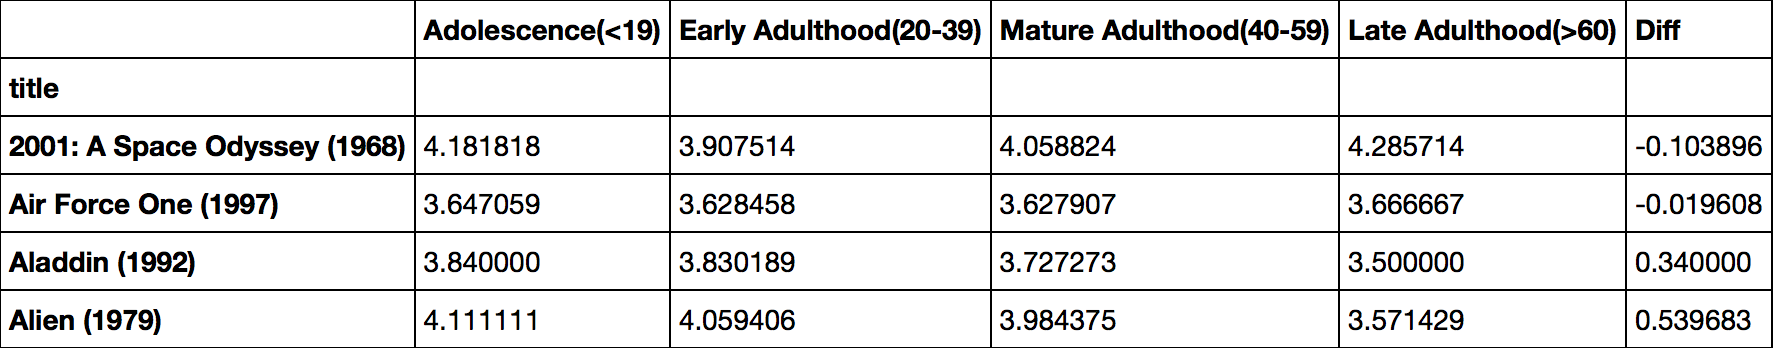 Adolescence(<19) Early Adulthood(20-39) Mature Adulthood(40-59) Late Adulthood(>60) Diff
title
2001: A Space Odyssey (1968) 4.181818 3.907514 4.058824 4.285714 -0.103896
Air Force One (1997) 3.647059 3.628458 3.627907 3.666667 -0.019608
Aladdin (1992) 3.840000 3.830189 3.727273 3.500000 0.340000
Alien (1979) 4.111111 4.059406 3.984375 3.571429 0.539683